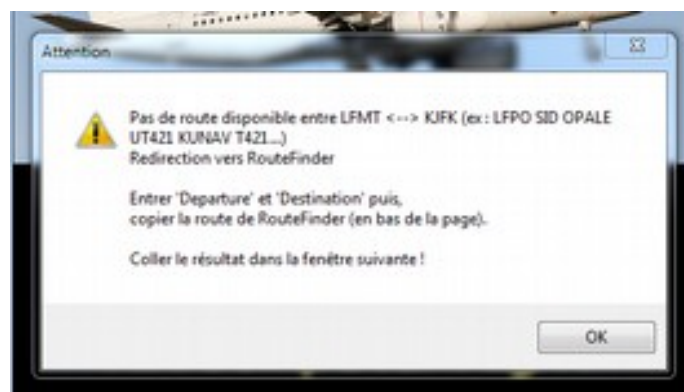 Attention
Pas de route disponible entre LFMT <--> KJFK (ex : LFPO SID OPALE
UT421 KUNAV T421...)
Redirection vers RouteFinder
Entrer 'Departure' et 'Destination' puis,
copier la route de RouteFinder (en bas de la page).
Coller le résultat dans la fenêtre suivante !
OK